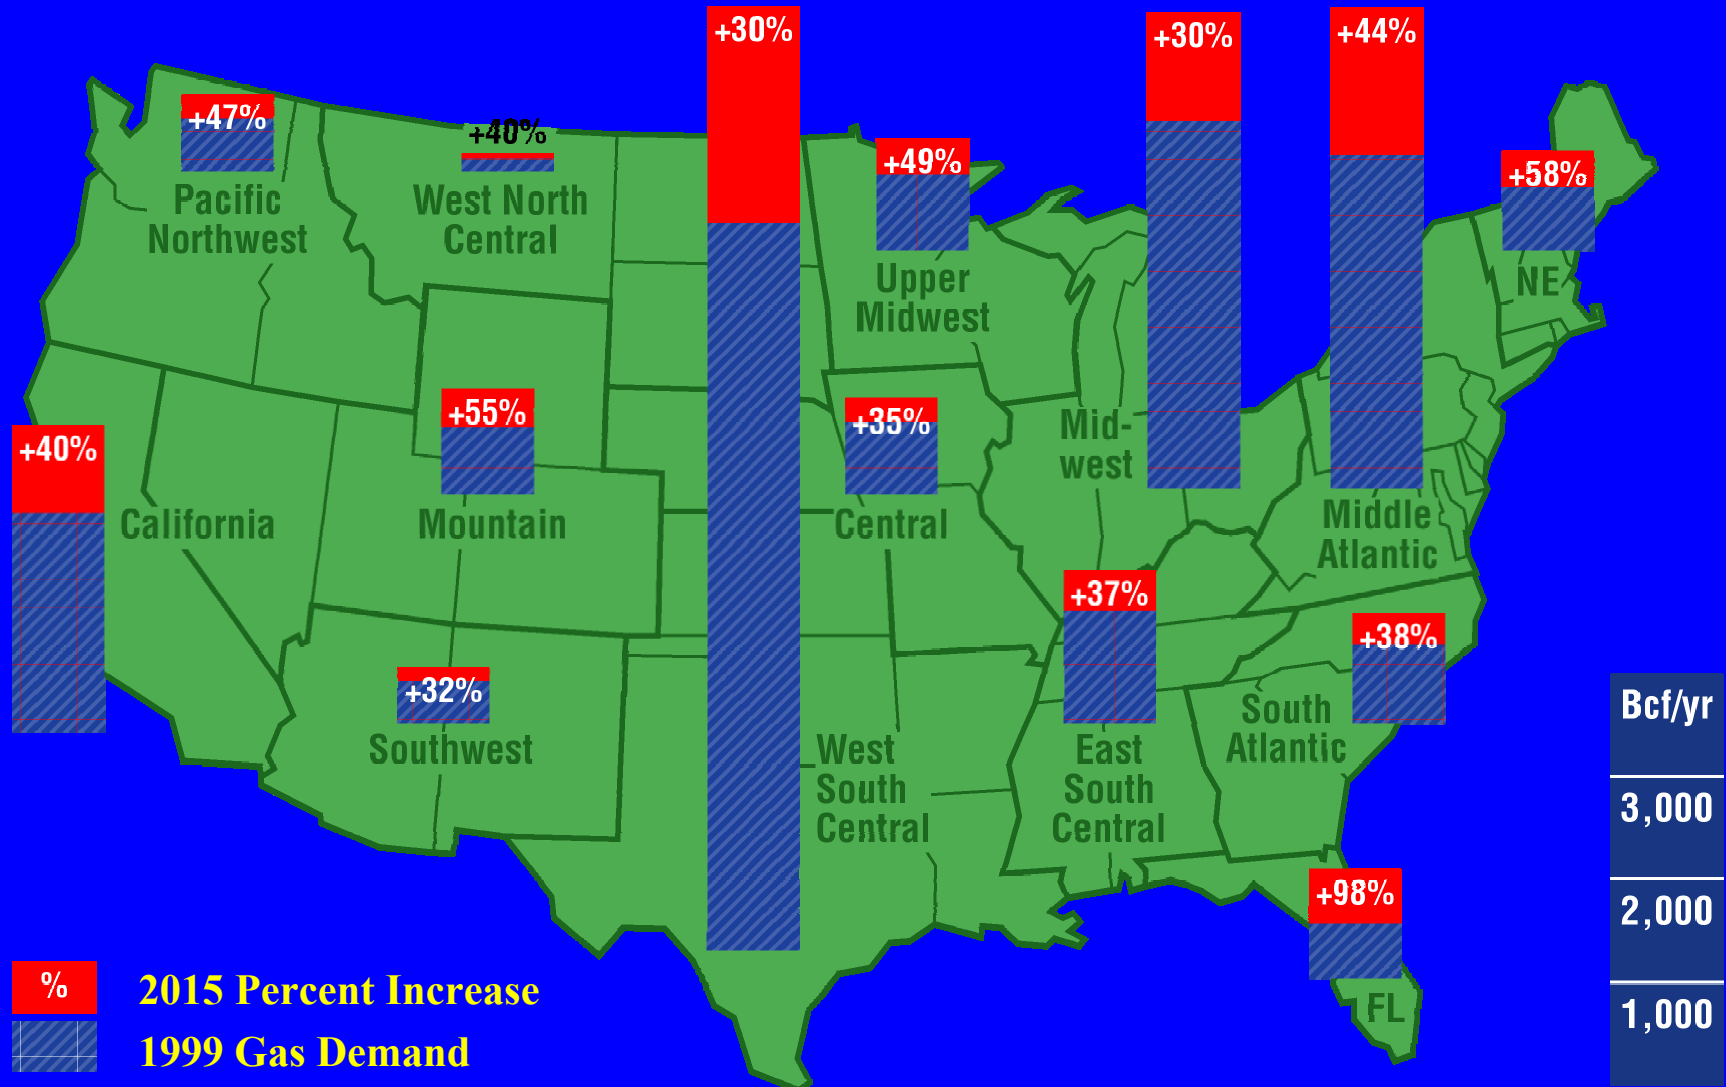 +30%
+30%
+44%
+47%
+40%
+49%
+58%
Pacific
Northwest
West North
Central
Upper
Midwest
NE
+55%
+35%
+40%
Mid-
west
California
Mountain
Central
Middle
Atlantic
+37%
+38%
+32%
Southwest
West
South
Central
East
South
Central
South
Atlantic
Bcf/yr
3,000
2,000
1,000
+98%
FL
% 2015 Percent Increase
1999 Gas Demand